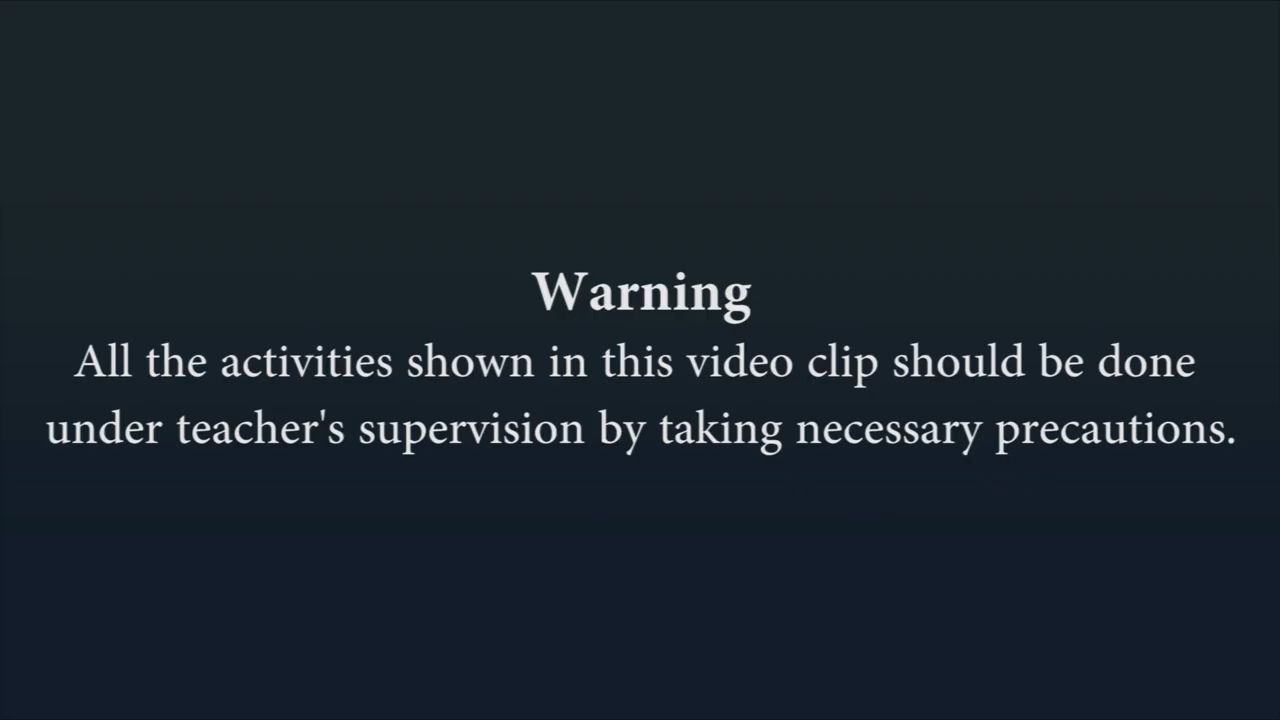 Warning
All the activities shown in this video clip should be done
under teacher's supervision by taking necessary precautions.